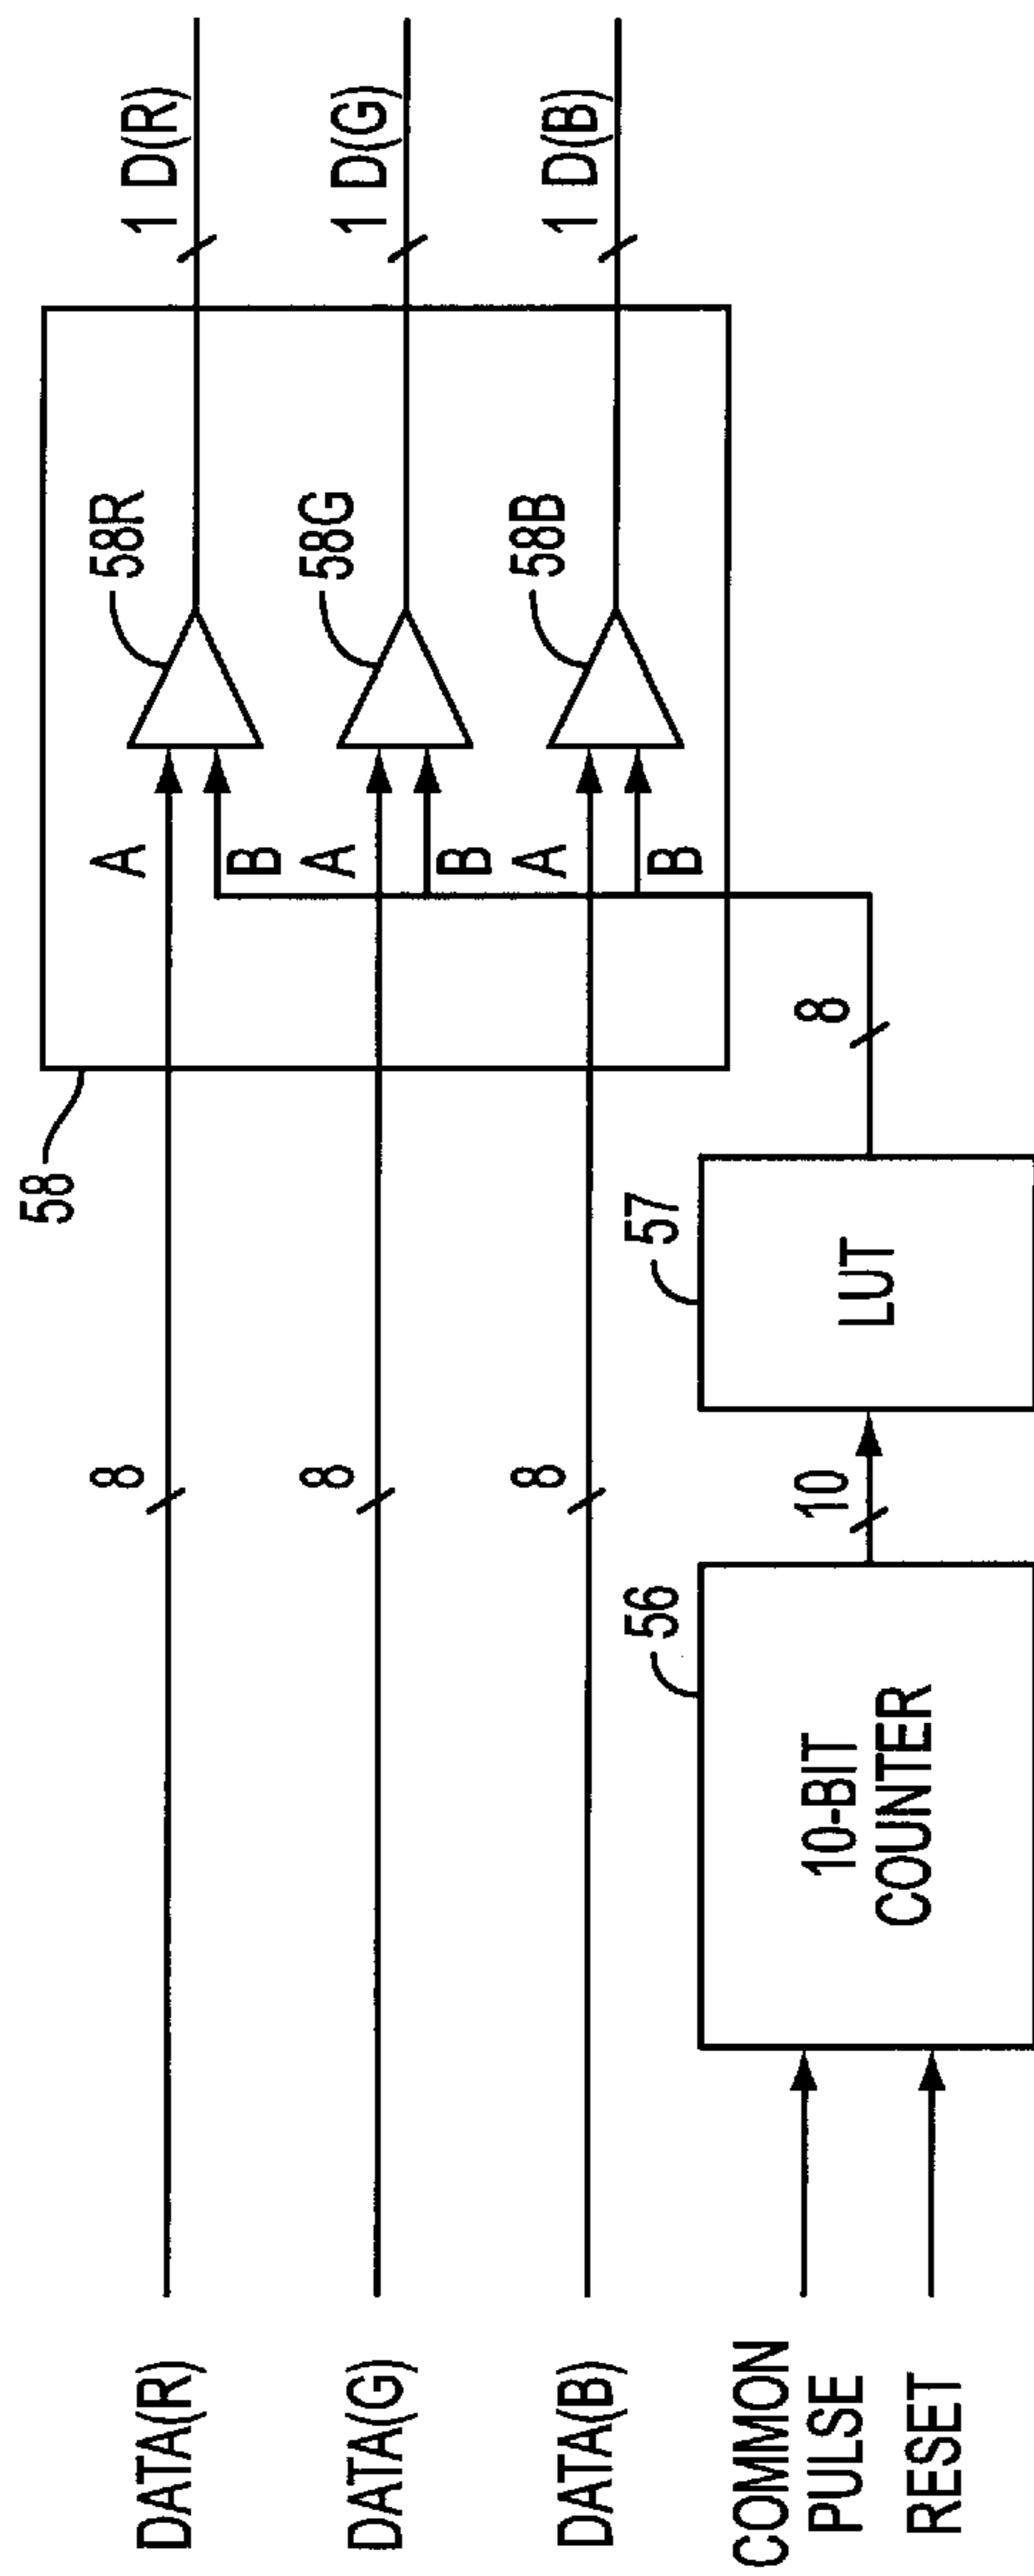 DATA(R)
8
A
B
58R
1 D(R)
DATA(G)
8
A
B
58G
1 D(G)
DATA(B)
8
A
B
58B
1 D(B)
58
COMMON
PULSE
RESET
10-BIT
COUNTER
56
10
LUT
57
8